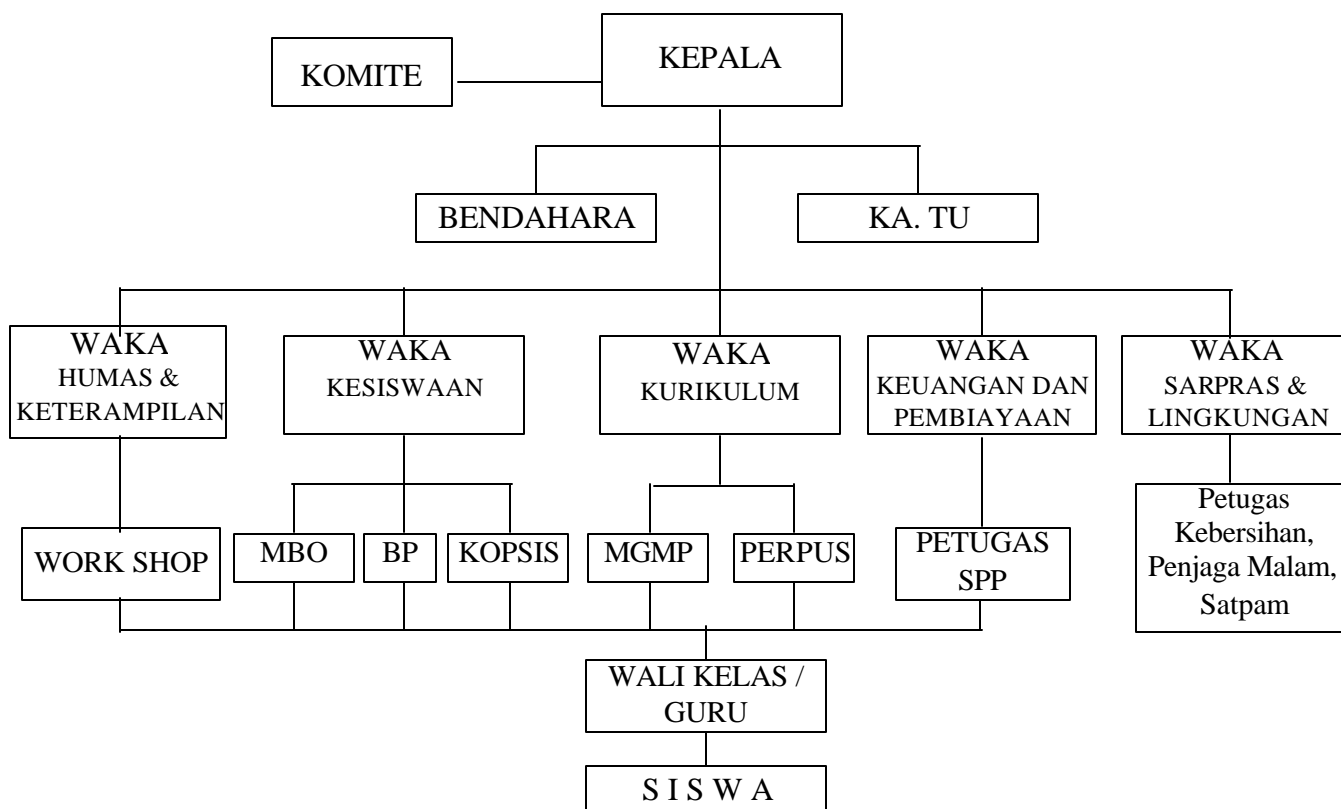 KOMITE
KEPALA
BENDAHARA
KA. TU
WAKA
HUMAS &
KETERAMPILAN
WAKA
KESISWAAN
WAKA
KURIKULUM
WAKA
KEUANGAN DAN
PEMBIAYAAN
WAKA
SARPRAS &
LINGKUNGAN
WORK SHOP
MBO
BP
KOPSIS
MGMP
PERPUS
PETUGAS
SPP
Petugas
Kebersihan,
Penjaga Malam,
Satpam
WALI KELAS /
GURU
S I S W A